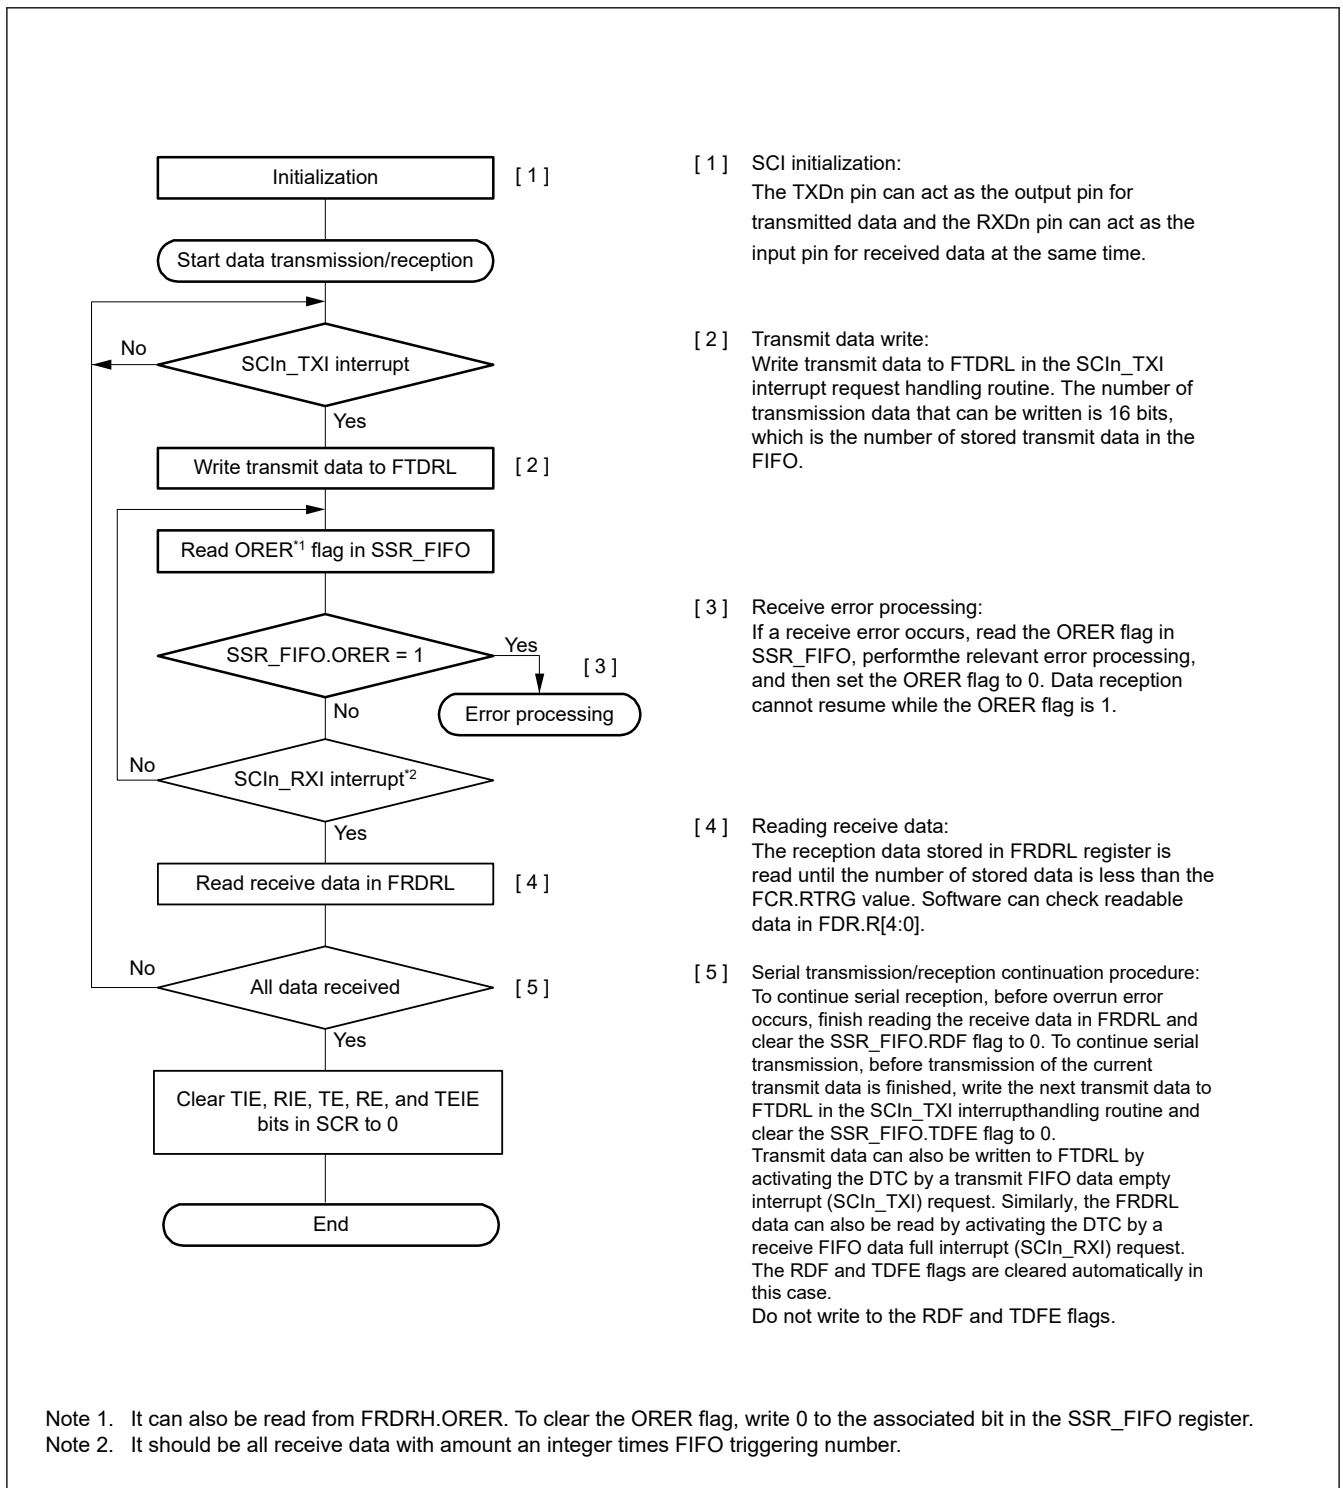 Initialization
[ 1 ]
Start data transmission/reception
No
SCIn_TXI interrupt
Yes
Write transmit data to FTDRL
[ 2 ]
Read ORER*1 flag in SSR_FIFO
SSR_FIFO.ORER = 1
Yes
[ 3 ]
No
Error processing
No
SCIn_RXI interrupt*2
Yes
Read receive data in FRDRL
[ 4 ]
No
All data received
[ 5 ]
Yes
Clear TIE, RIE, TE, RE, and TEIE
bits in SCR to 0
End
[ 1 ] SCI initialization:
The TXDn pin can act as the output pin for
transmitted data and the RXDn pin can act as the
input pin for received data at the same time.
[ 2 ] Transmit data write:
Write transmit data to FTDRL in the SCIn_TXI
interrupt request handling routine. The number of
transmission data that can be written is 16 bits,
which is the number of stored transmit data in the
FIFO.
[ 3 ] Receive error processing:
If a receive error occurs, read the ORER flag in
SSR_FIFO, performthe relevant error processing,
and then set the ORER flag to 0. Data reception
cannot resume while the ORER flag is 1.
[ 4 ] Reading receive data:
The reception data stored in FRDRL register is
read until the number of stored data is less than the
FCR.RTRG value. Software can check readable
data in FDR.R[4:0].
[ 5 ] Serial transmission/reception continuation procedure:
To continue serial reception, before overrun error
occurs, finish reading the receive data in FRDRL and
clear the SSR_FIFO.RDF flag to 0. To continue serial
transmission, before transmission of the current
transmit data is finished, write the next transmit data to
FTDRL in the SCIn_TXI interrupthandling routine and
clear the SSR_FIFO.TDFE flag to 0.
Transmit data can also be written to FTDRL by
activating the DTC by a transmit FIFO data empty
interrupt (SCIn_TXI) request. Similarly, the FRDRL
data can also be read by activating the DTC by a
receive FIFO data full interrupt (SCIn_RXI) request.
The RDF and TDFE flags are cleared automatically in
this case.
Do not write to the RDF and TDFE flags.
Note 1. It can also be read from FRDRH.ORER. To clear the ORER flag, write 0 to the associated bit in the SSR_FIFO register.
Note 2. It should be all receive data with amount an integer times FIFO triggering number.